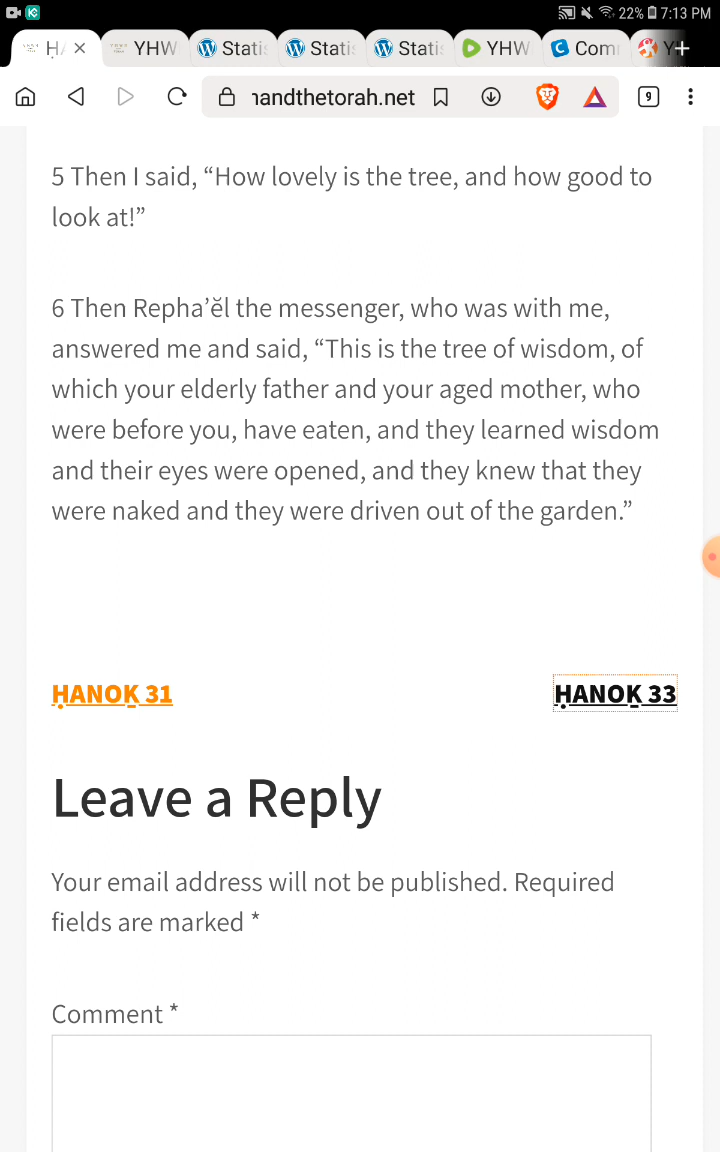 22% 7:13 PM
YHW Statis Statis Statis YHW Com
handthetorah.net 9
5 Then I said, “How lovely is the tree, and how good to
look at!”
6 Then Repha’ĕl the messenger, who was with me,
answered me and said, “This is the tree of wisdom, of
which your elderly father and your aged mother, who
were before you, have eaten, and they learned wisdom
and their eyes were opened, and they knew that they
were naked and they were driven out of the garden.”
ḤANOḴ 31
ḤANOḴ 33
Leave a Reply
Your email address will not be published. Required
fields are marked *
Comment *